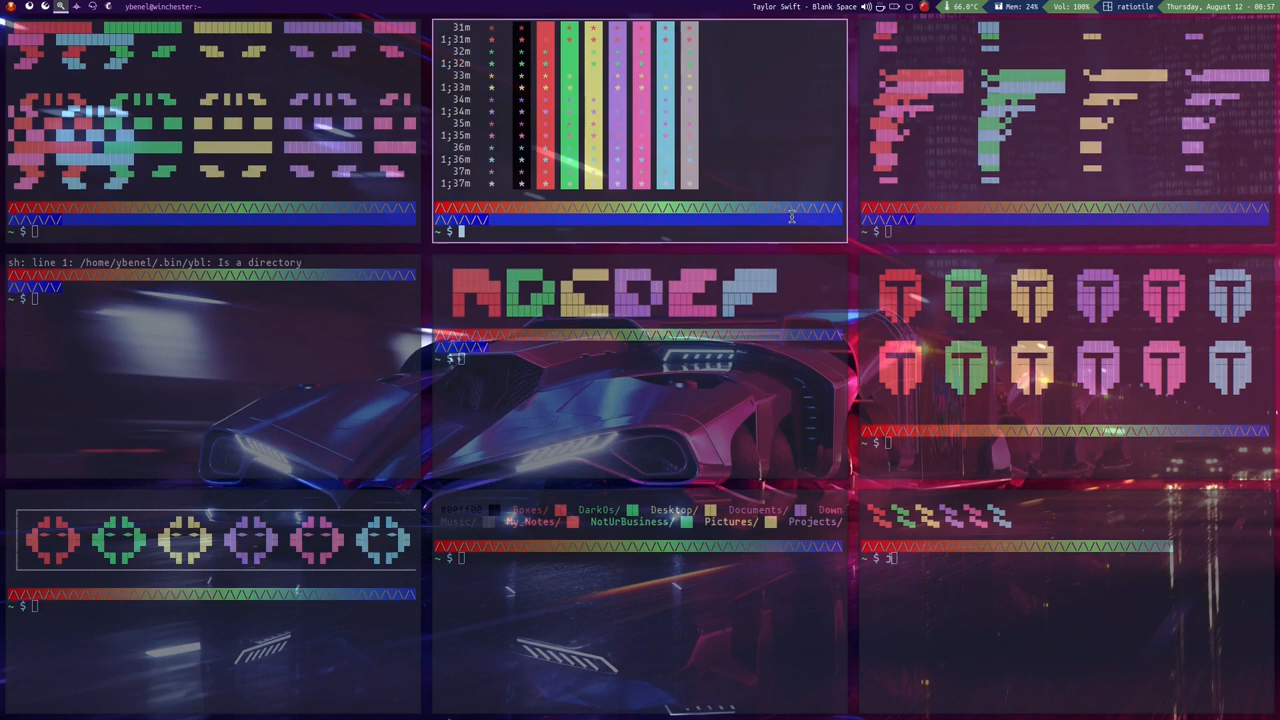 ybenel@winchester:~
Taylor Swift - Blank Space
66.0°C
Mem: 24%
Vol: 100%
ratiotile
Thursday, August 12 - 00:57
~ $
31m
1;31m
32m
1;32m
33m
1;33m
34m
1;34m
35m
1;35m
36m
1;36m
37m
1;37m
~ $
~ $
sh: line 1: /home/ybenel/.bin/ybl: Is a directory
~ $
~ $
~ $
~ $
#00ff00 Boxes/ DarkOs/ Desktop/ Documents/ Down
Music/ My_Notes/ NotUrBusiness/ Pictures/ Projects/
~ $
~ $